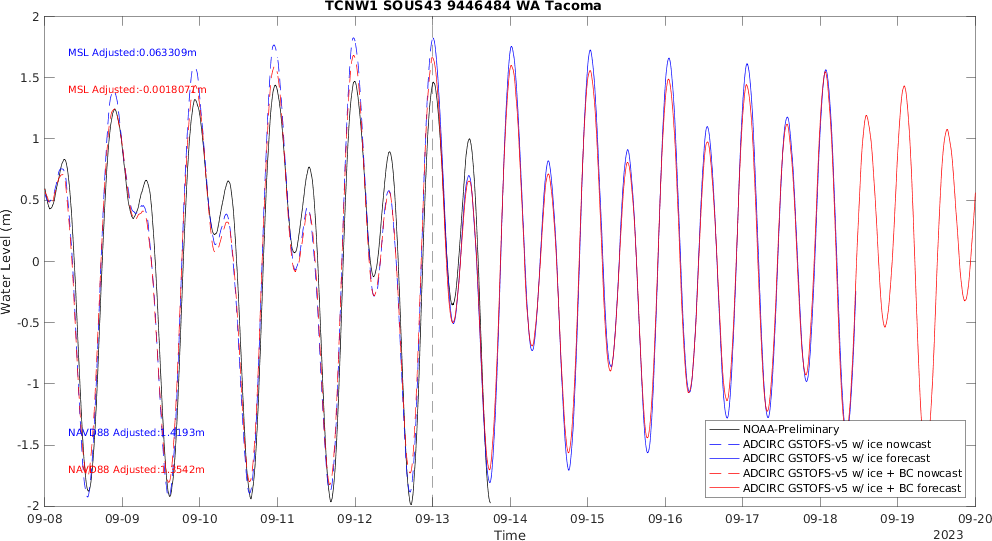 TCNW1 SOUS43 9446484 WA Tacoma
2
1.5
1
0.5
0
-0.5
-1
-1.5
-2
Water Level (m)
MSL Adjusted:0.063309m
MSL Adjusted:-0.0018071m
NAVD88 Adjusted:1.4193m
NAVD88 Adjusted:1.3542m
NOAA-Preliminary
ADCIRC GSTOFS-v5 w/ ice nowcast
ADCIRC GSTOFS-v5 w/ ice forecast
ADCIRC GSTOFS-v5 w/ ice + BC nowcast
ADCIRC GSTOFS-v5 w/ ice + BC forecast
09-08 09-09 09-10 09-11 09-12 09-13 09-14 09-15 09-16 09-17 09-18 09-19 09-20
Time
2023